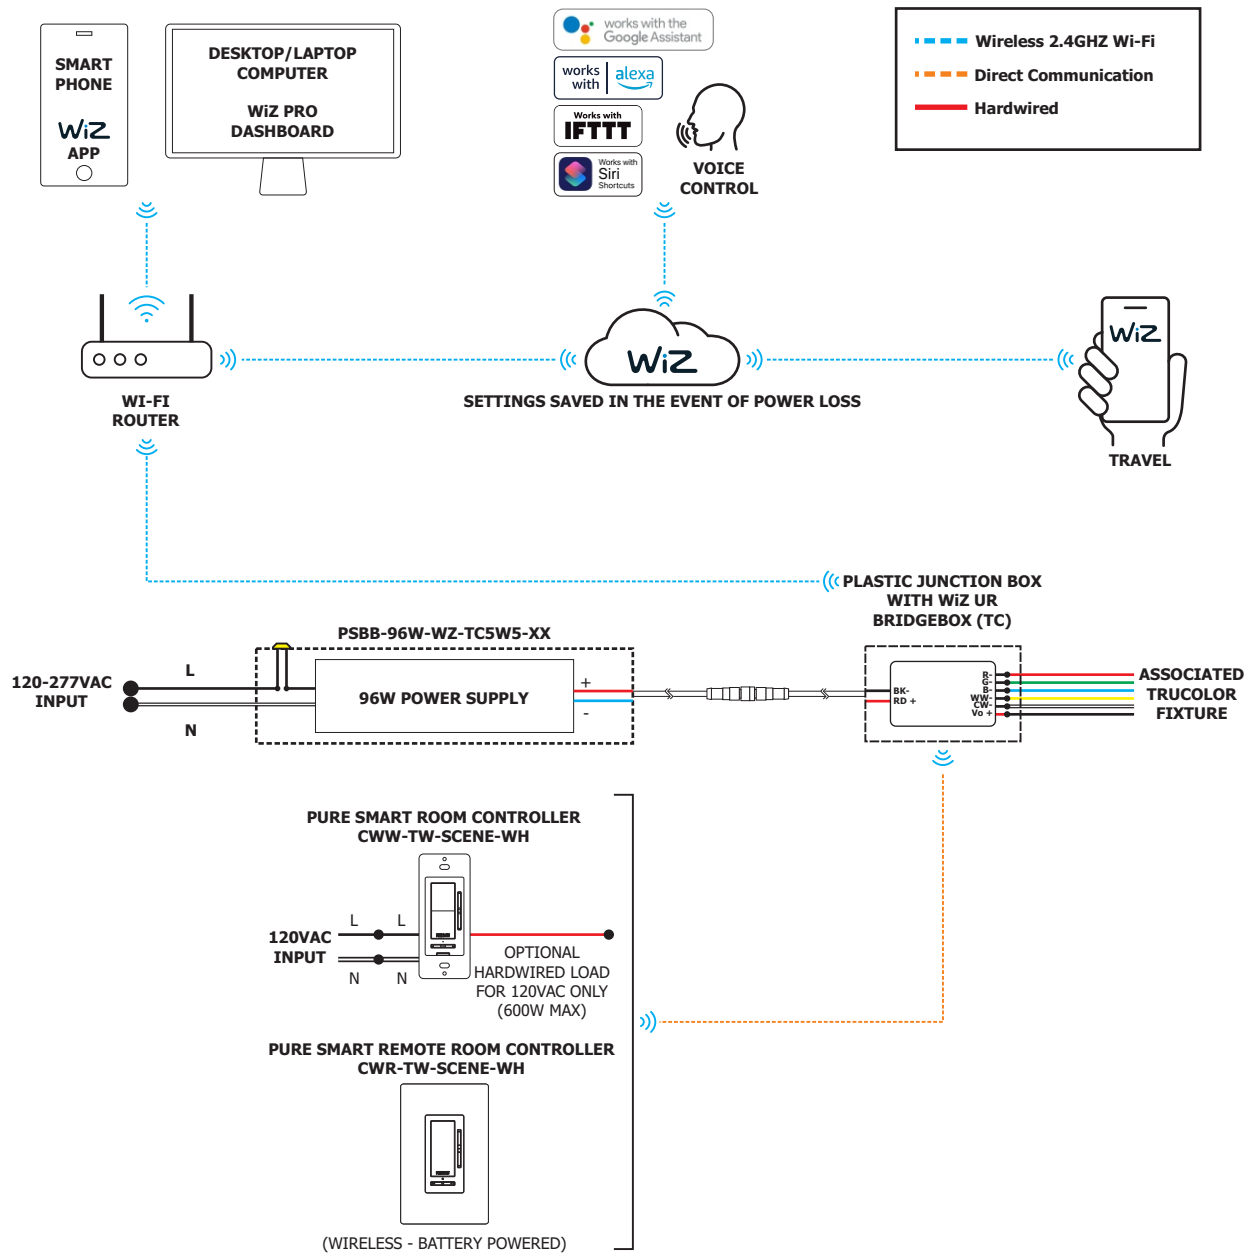 SMART
PHONE
WiZ
APP
DESKTOP/LAPTOP
COMPUTER
WiZ PRO
DASHBOARD
works with the
Google Assistant
works
with
alexa
Works with
IFTTT
Works with
Siri
Shortcuts
VOICE
CONTROL
Wireless 2.4GHZ Wi-Fi
Direct Communication
Hardwired
WI-FI
ROUTER
WiZ
SETTINGS SAVED IN THE EVENT OF POWER LOSS
WiZ
TRAVEL
PLASTIC JUNCTION BOX
WITH WiZ UR
BRIDGEBOX (TC)
PSBB-96W-WZ-TC5W5-XX
120-277VAC
INPUT
L
N
96W POWER SUPPLY
+
-
BK-
RD +
R-
G-
B-
WW-
CW-
Vo +
ASSOCIATED
TRUCOLOR
FIXTURE
PURE SMART ROOM CONTROLLER
CWW-TW-SCENE-WH
120VAC
INPUT
L
L
N
N
OPTIONAL
HARDWIRED LOAD
FOR 120VAC ONLY
(600W MAX)
PURE SMART REMOTE ROOM CONTROLLER
CWR-TW-SCENE-WH
(WIRELESS - BATTERY POWERED)